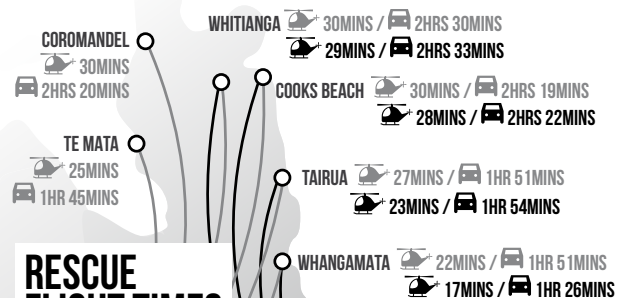 WHITIANGA 30MINS / 2HRS 30MINS
29MINS / 2HRS 33MINS
COROMANDEL
30MINS
2HRS 20MINS
COOKS BEACH 30MINS / 2HRS 19MINS
28MINS / 2HRS 22MINS
TE MATA
25MINS
1HR 45MINS
TAIRUA 27MINS / 1HR 51MINS
23MINS / 1HR 54MINS
WHANGAMATA 22MINS / 1HR 51MINS
17MINS / 1HR 26MINS
RESCUE
FLIGHT TIMES